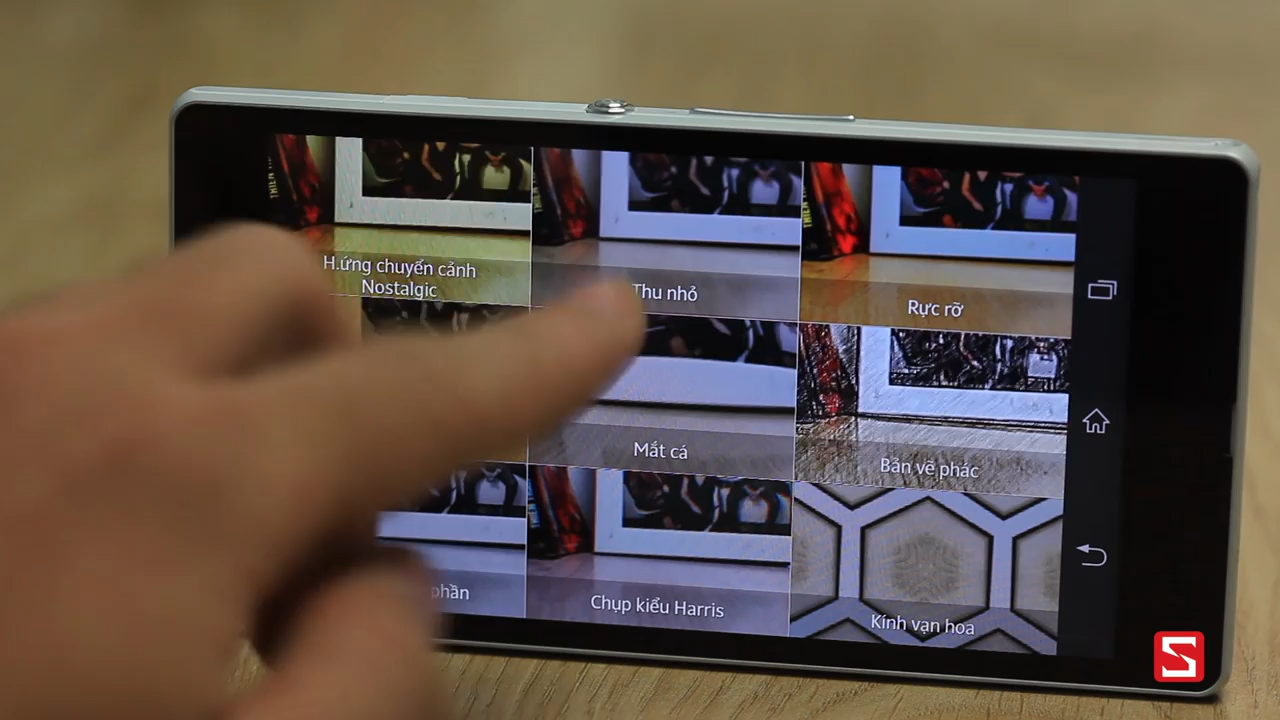 H.ứng chuyển cảnh
Nostalgic
Thu nhỏ
Rực rỡ
Mắt cá
Bản vẽ phác
phần
Chụp kiểu Harris
Kính vạn hoa